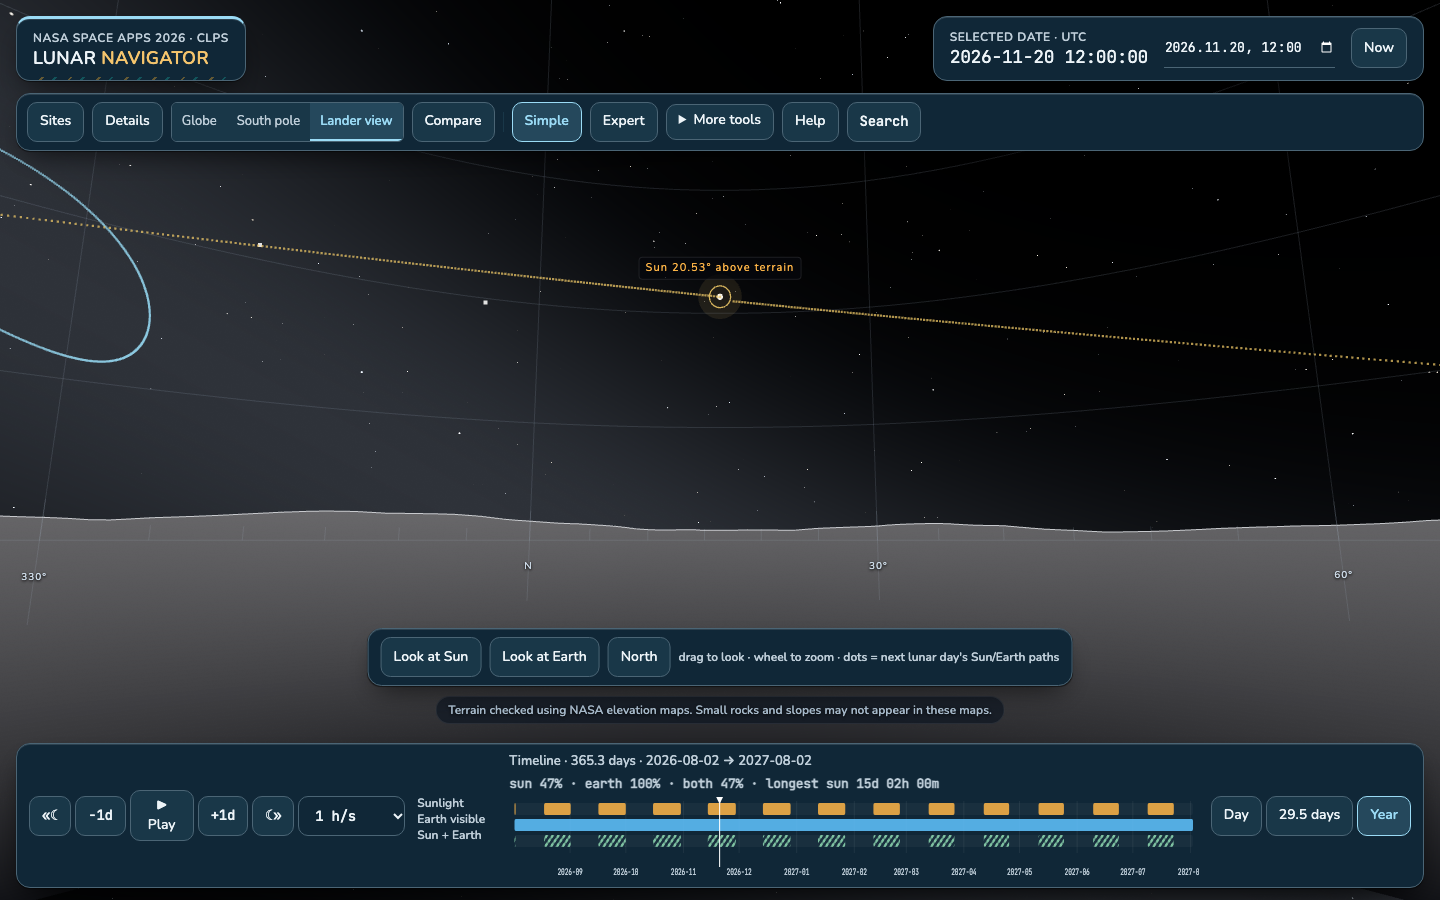 NASA SPACE APPS 2026 · CLPS
LUNAR NAVIGATOR
SELECTED DATE · UTC
2026-11-20 12:00:00
2026.11.20, 12:00
Now
Sites
Details
Globe
South pole
Lander view
Compare
Simple
Expert
▶ More tools
Help
Search
Sun 20.53° above terrain
330°
N
30°
60°
Look at Sun
Look at Earth
North
drag to look · wheel to zoom · dots = next lunar day's Sun/Earth paths
Terrain checked using NASA elevation maps. Small rocks and slopes may not appear in these maps.
Timeline · 365.3 days · 2026-08-02 → 2027-08-02
sun 47% · earth 100% · both 47% · longest sun 15d 02h 00m
«☾
-1d
▶
Play
+1d
☾»
1 h/s
Sunlight
Earth visible
Sun + Earth
2026-09
2026-10
2026-11
2026-12
2027-01
2027-02
2027-03
2027-04
2027-05
2027-06
2027-07
2027-0
Day
29.5 days
Year